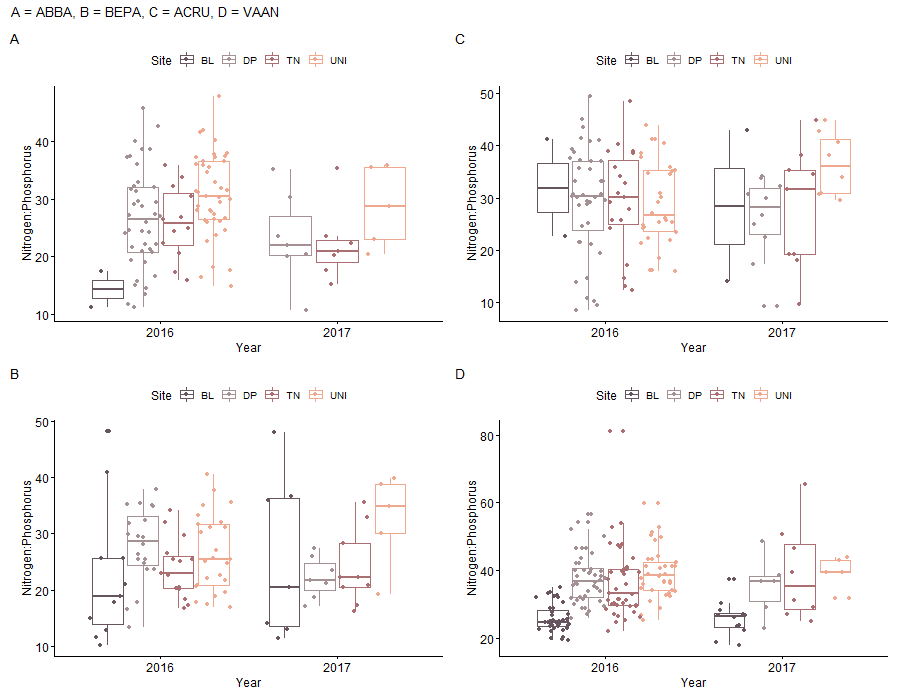 A = ABBA, B = BEPA, C = ACRU, D = VAAN
A
Site BL DP TN UNI
Nitrogen:Phosphorus
40
30
20
10
2016 2017
Year
C
Site BL DP TN UNI
Nitrogen:Phosphorus
50
40
30
20
10
2016 2017
Year
B
Site BL DP TN UNI
Nitrogen:Phosphorus
50
40
30
20
10
2016 2017
Year
D
Site BL DP TN UNI
Nitrogen:Phosphorus
80
60
40
20
2016 2017
Year